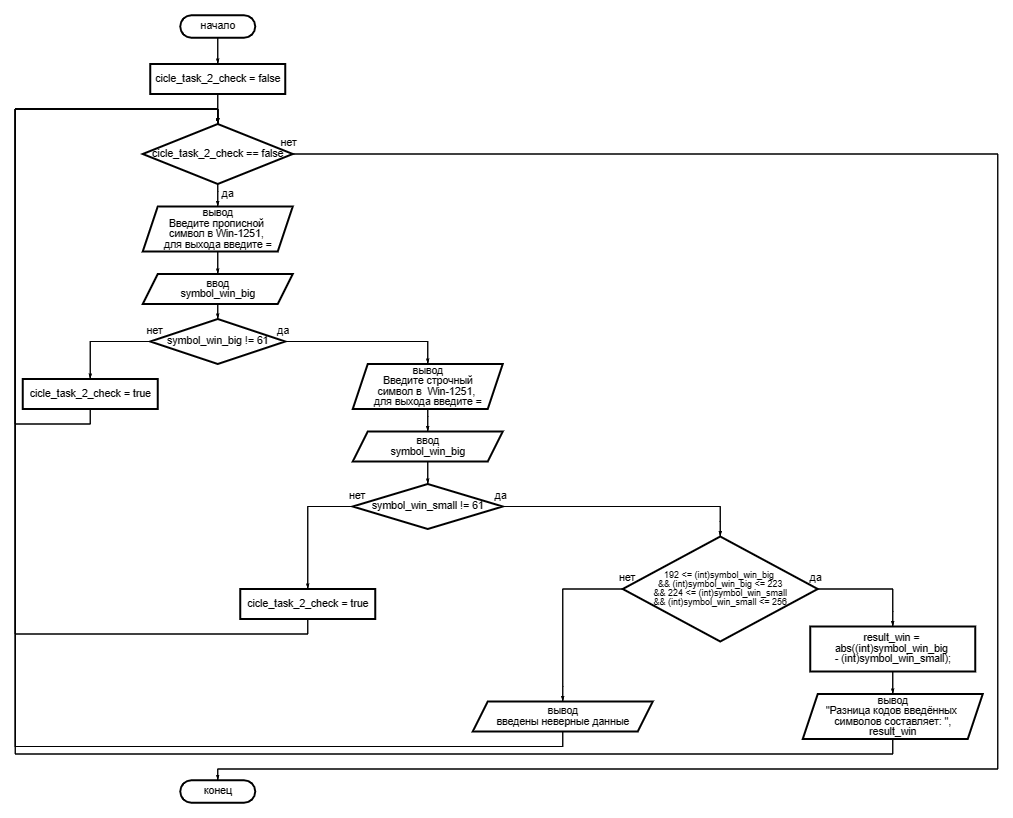 начало
cicle_task_2_check = false
cicle_task_2_check == false
нет
да
вывод
Введите прописной
символ в Win-1251,
для выхода введите =
ввод
symbol_win_big
нет
symbol_win_big != 61
да
cicle_task_2_check = true
вывод
Введите строчный
символ в Win-1251,
для выхода введите =
ввод
symbol_win_big
нет
symbol_win_small != 61
да
cicle_task_2_check = true
нет
192 <= (int)symbol_win_big
&& (int)symbol_win_big <= 223
&& 224 <= (int)symbol_win_small
&& (int)symbol_win_small <= 256
да
result_win =
abs((int)symbol_win_big
- (int)symbol_win_small);
вывод
введены неверные данные
вывод
"Разница кодов введённых
символов составляет: ",
result_win
конец